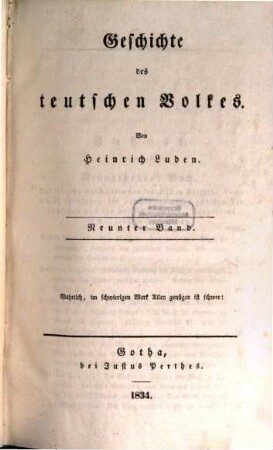 Geschichte
des
teutschen Volkes.
Von
Heinrich Luden.
Neunter Band.
Wahrlich, im schwierigen Werk Allen genügen ist schwer!
Gotha,
bei Justus Perthes.
1834.